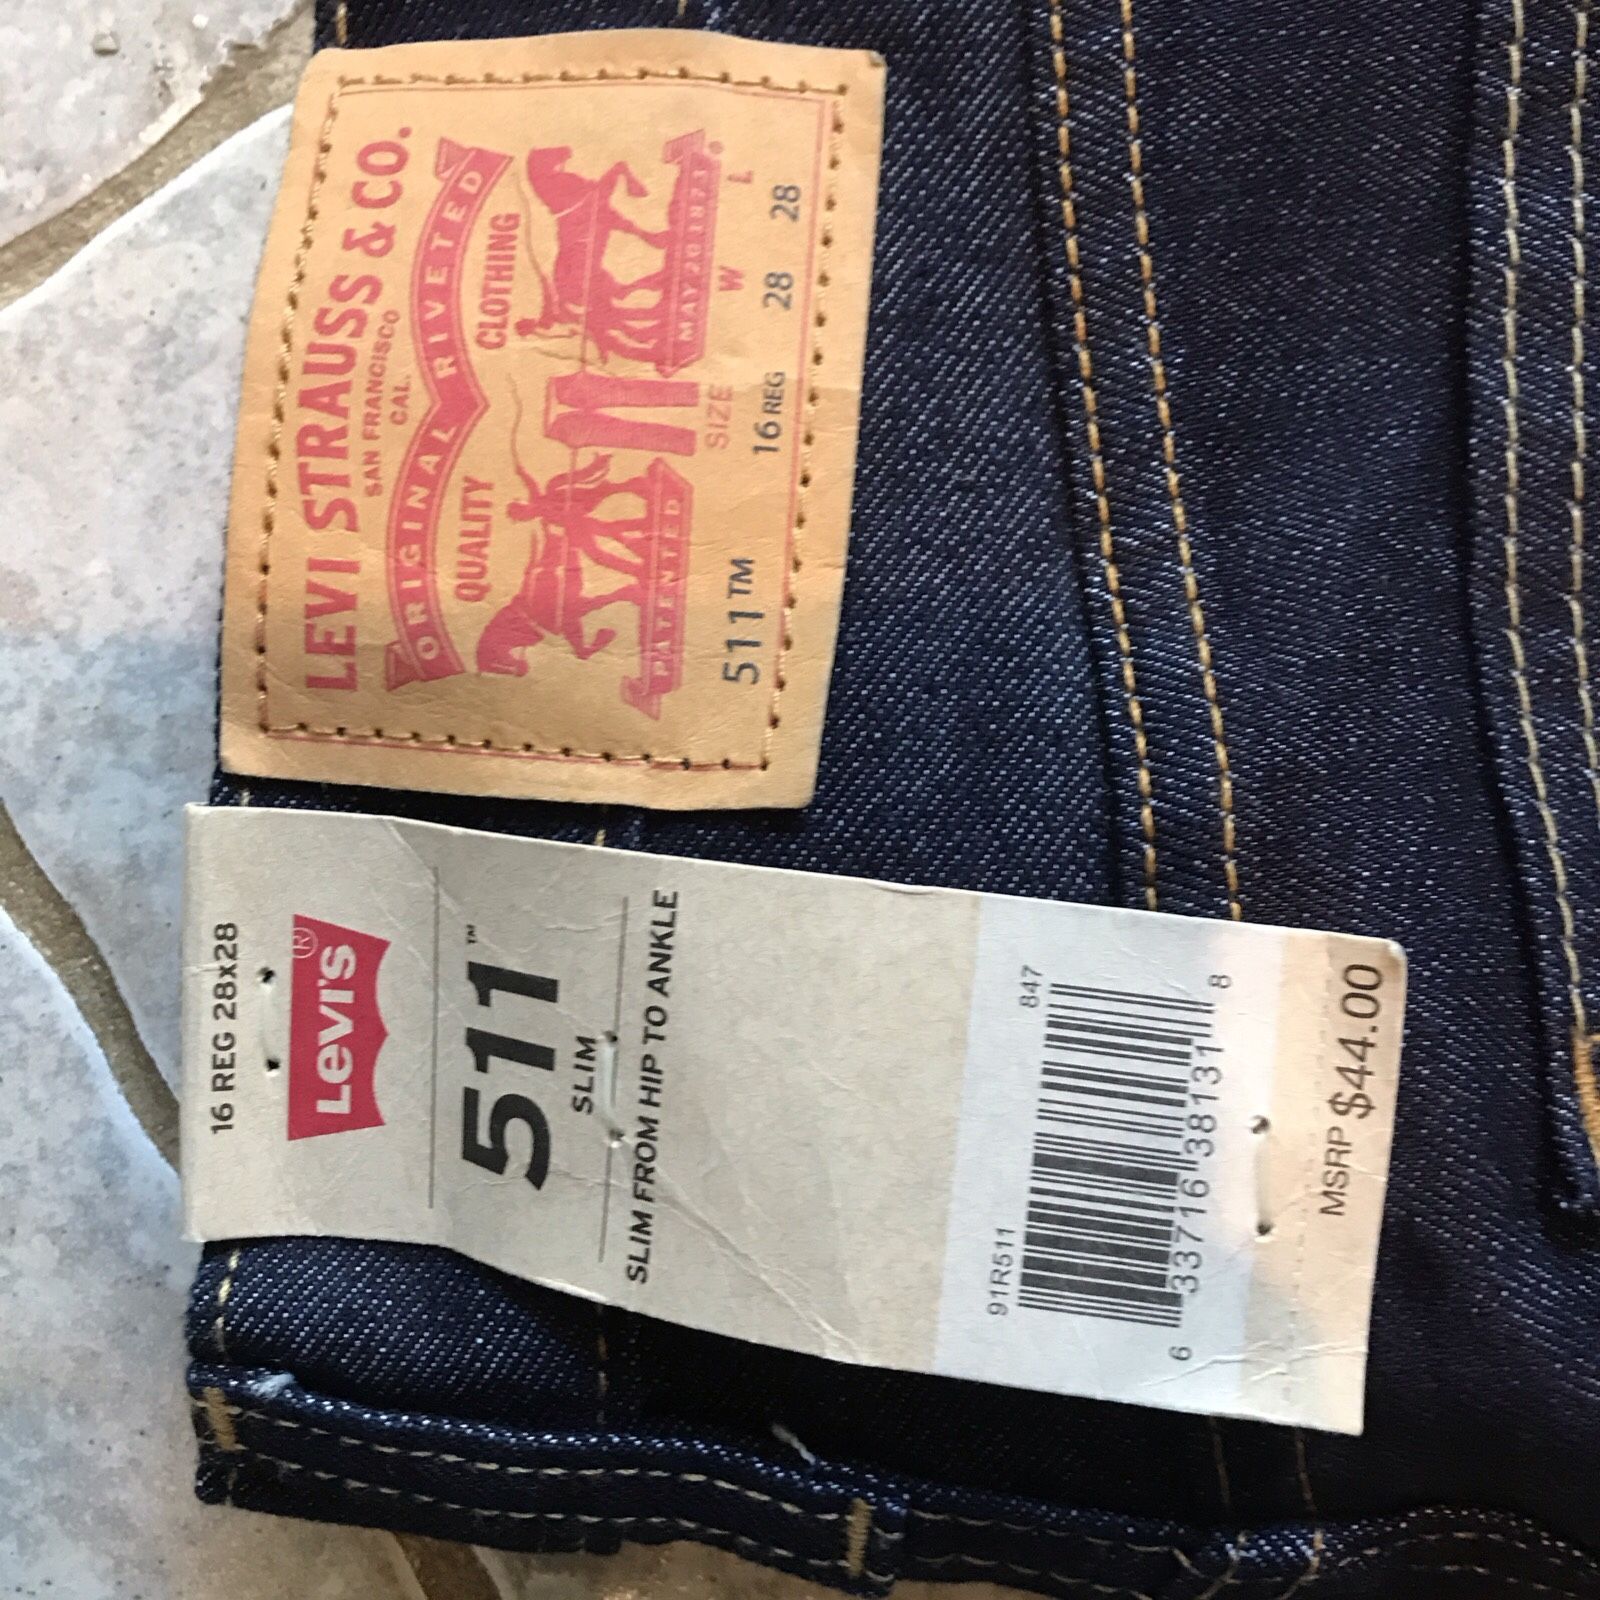 LEVI STRAUSS & CO.
SAN FRANCISCO
CAL.
ORIGINAL RIVETED
QUALITY CLOTHING
PATENTED MAY 20 1873 ®
SIZE W L
511™ 16 REG 28 28
16 REG 28x28
Levi's®
511™
SLIM
SLIM FROM HIP TO ANKLE
91R511 847
6 33716 38131 8
MSRP $44.00